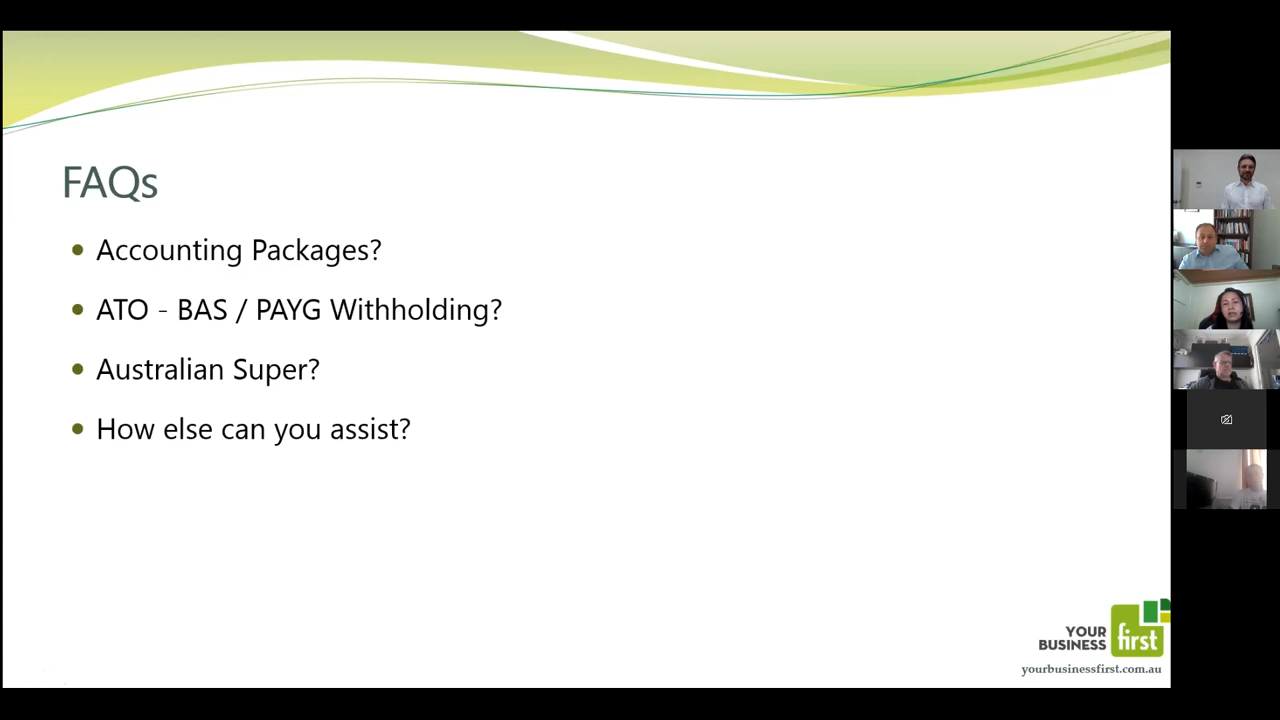 FAQs
Accounting Packages?
ATO - BAS / PAYG Withholding?
Australian Super?
How else can you assist?
YOUR
BUSINESS
first
yourbusinessfirst.com.au